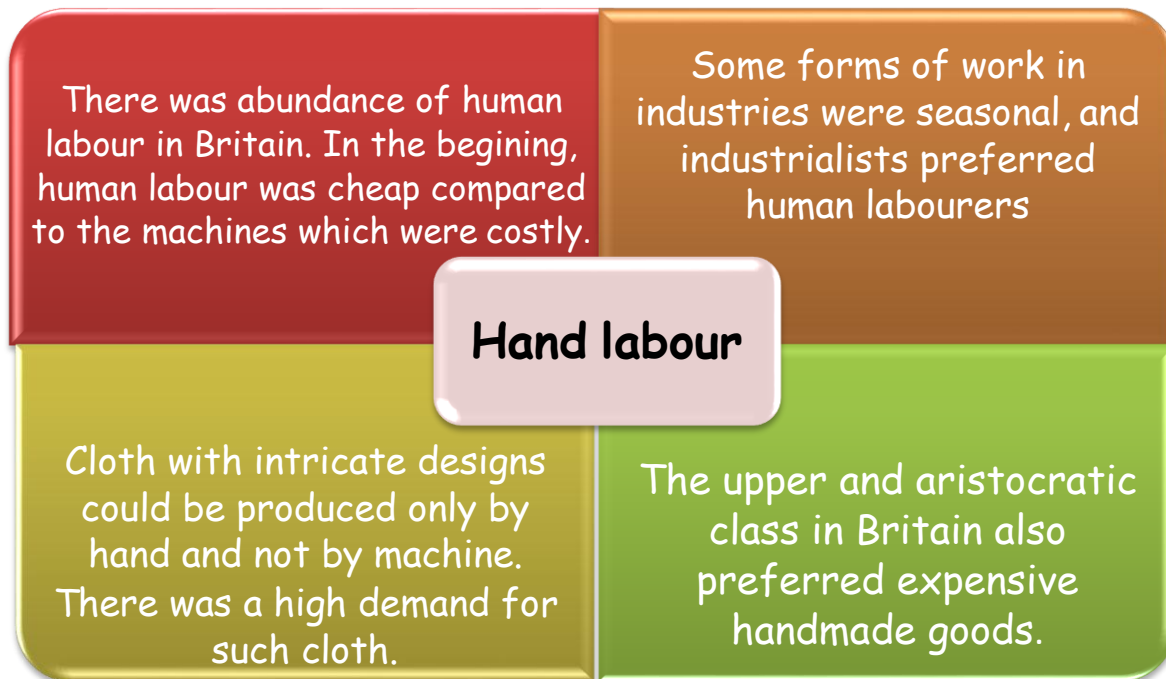 There was abundance of human
labour in Britain. In the begining,
human labour was cheap compared
to the machines which were costly.
Some forms of work in
industries were seasonal, and
industrialists preferred
human labourers
Hand labour
Cloth with intricate designs
could be produced only by
hand and not by machine.
There was a high demand for
such cloth.
The upper and aristocratic
class in Britain also
preferred expensive
handmade goods.